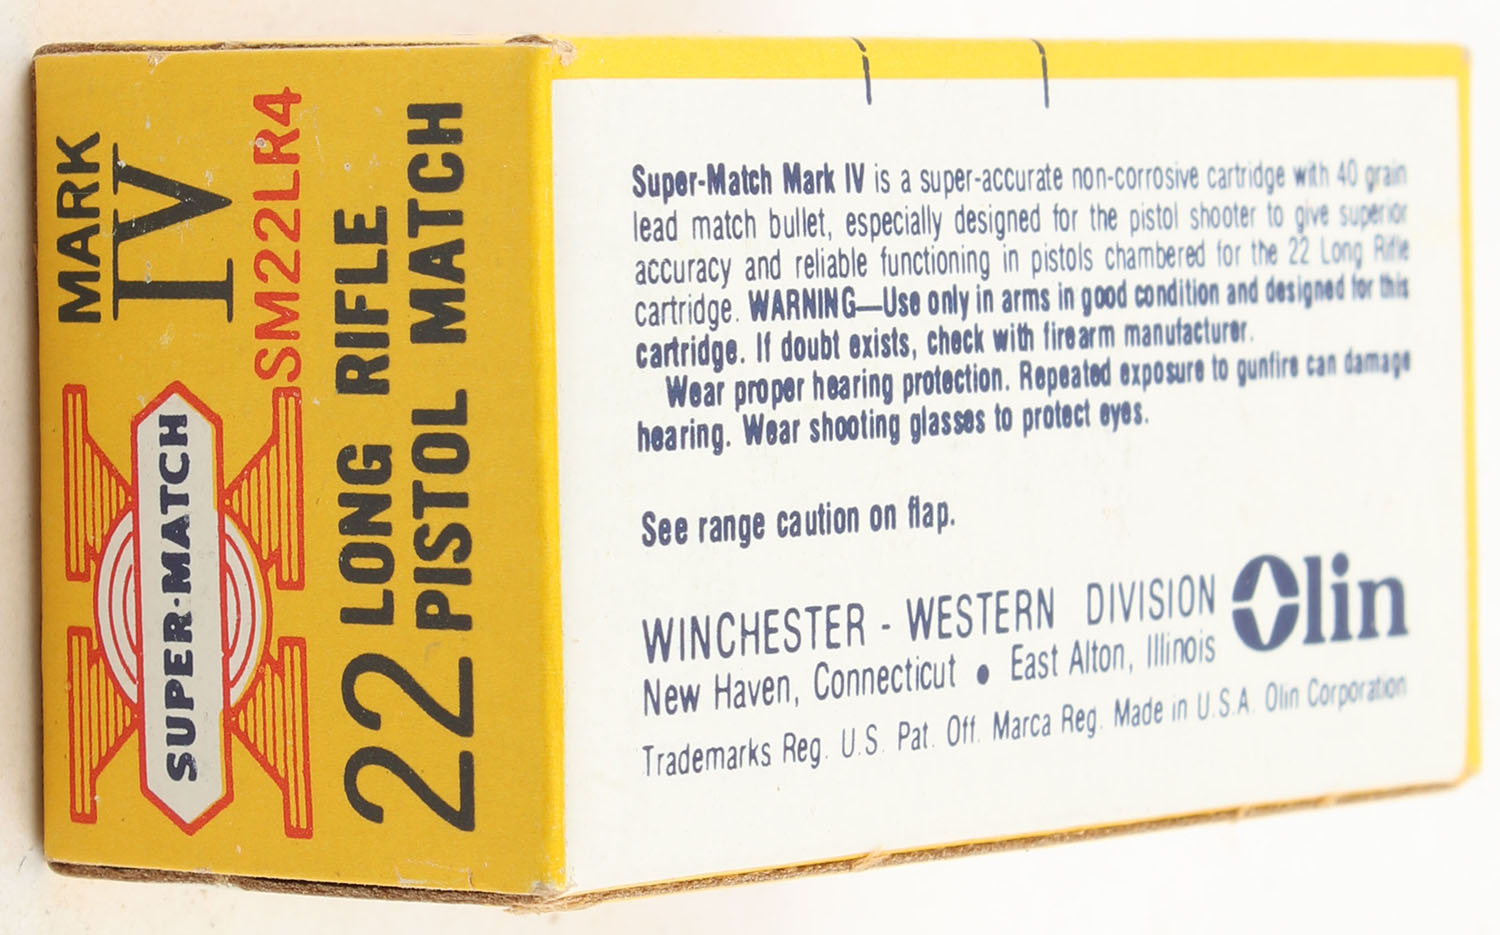 MARK
IV
SM22LR4
SUPER-MATCH
22 LONG RIFLE
PISTOL MATCH
Super-Match Mark IV is a super-accurate non-corrosive cartridge with 40 grain
lead match bullet, especially designed for the pistol shooter to give superior
accuracy and reliable functioning in pistols chambered for the 22 Long Rifle
cartridge. WARNING—Use only in arms in good condition and designed for this
cartridge. If doubt exists, check with firearm manufacturer.
Wear proper hearing protection. Repeated exposure to gunfire can damage
hearing. Wear shooting glasses to protect eyes.
See range caution on flap.
WINCHESTER - WESTERN DIVISION Olin
New Haven, Connecticut • East Alton, Illinois
Trademarks Reg. U.S. Pat. Off. Marca Reg. Made in U.S.A. Olin Corporation